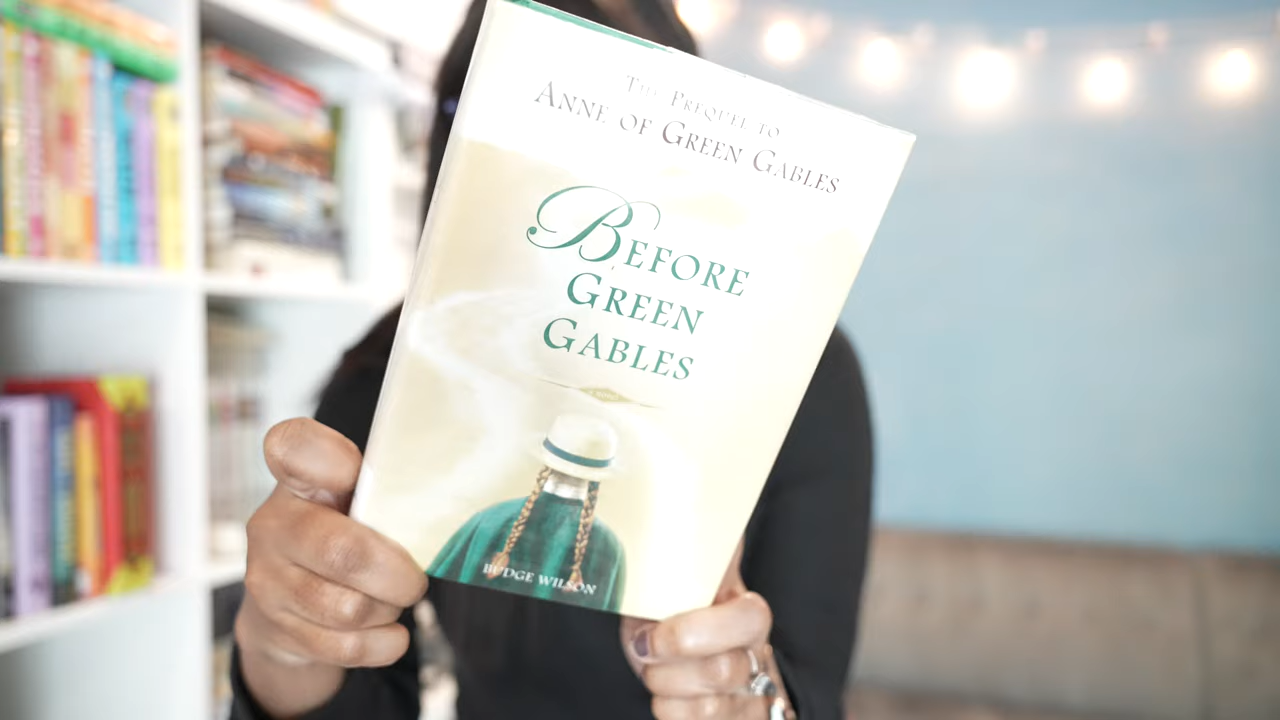 THE PREQUEL TO
ANNE OF GREEN GABLES
BEFORE
GREEN
GABLES
BUDGE WILSON